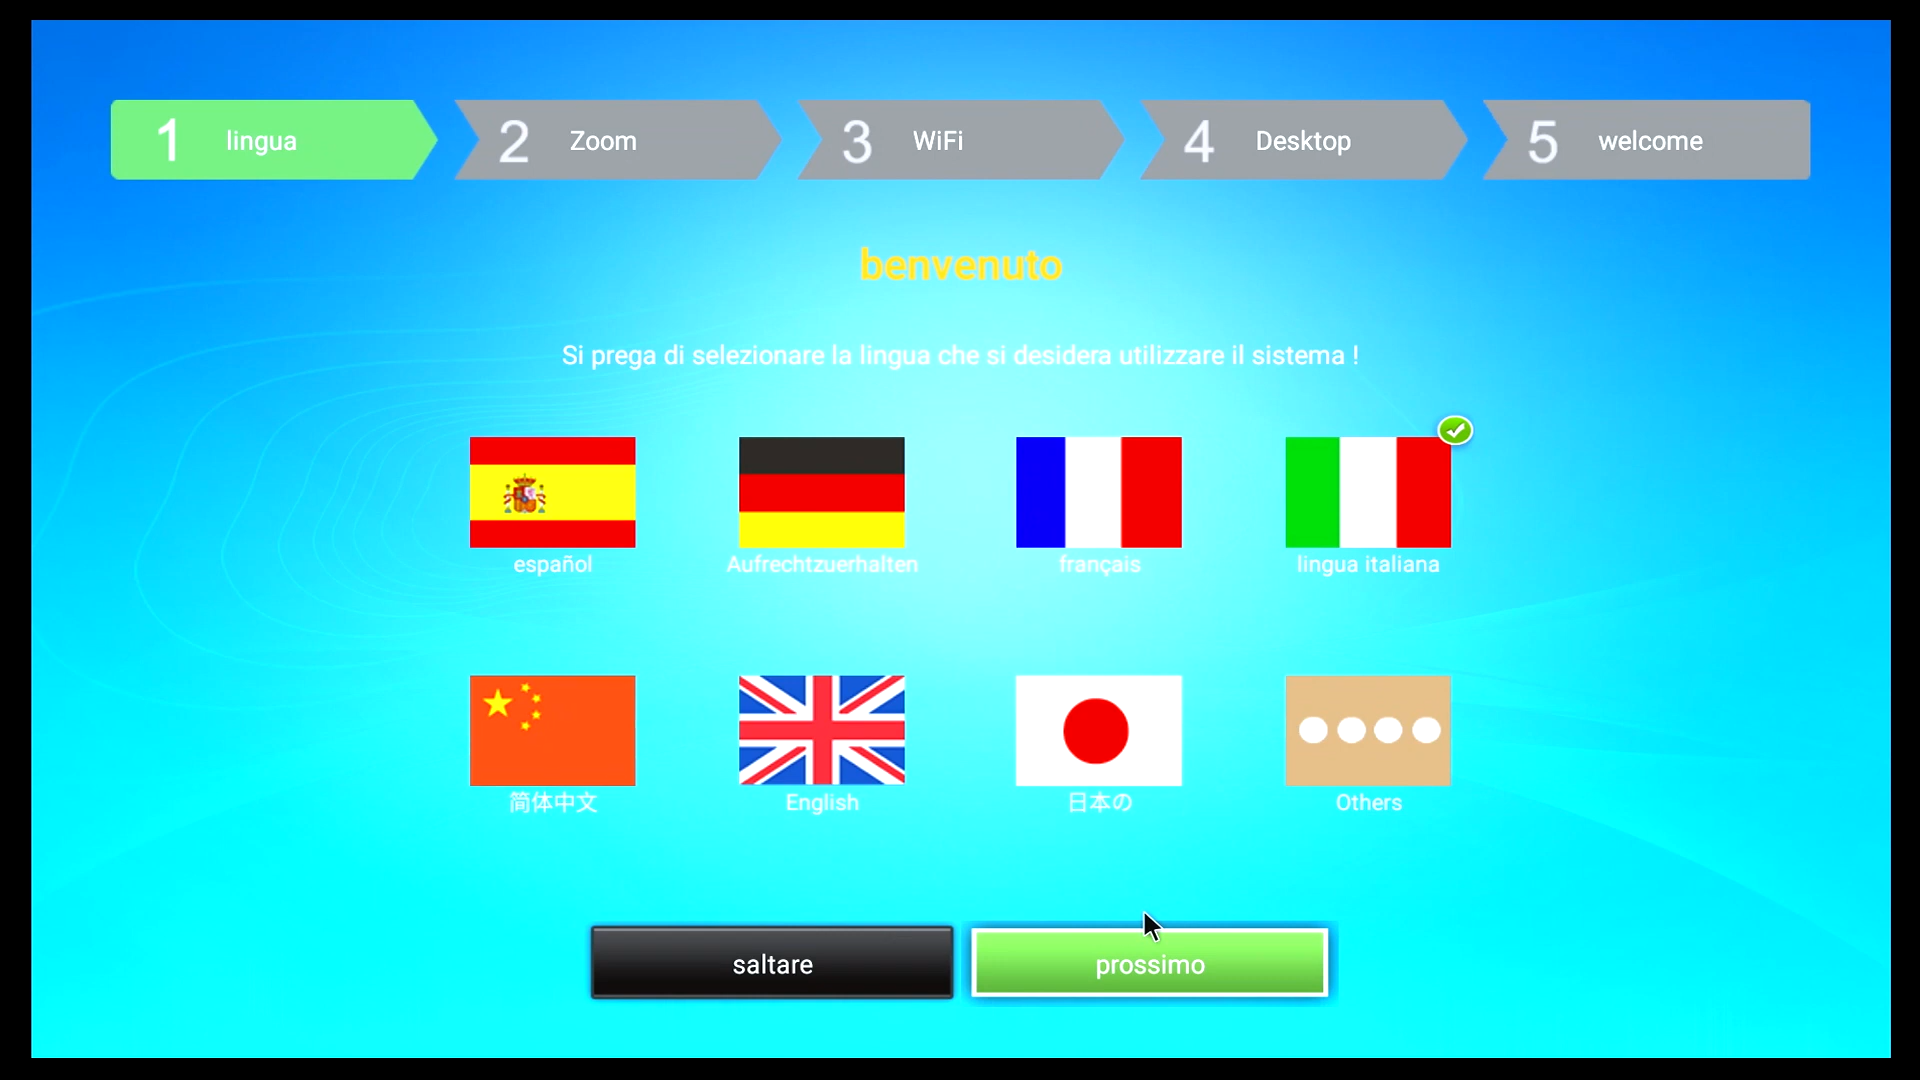 1 lingua
2 Zoom
3 WiFi
4 Desktop
5 welcome
benvenuto
Si prega di selezionare la lingua che si desidera utilizzare il sistema !
español
Aufrechtzuerhalten
français
lingua italiana
简体中文
English
日本の
Others
saltare
prossimo